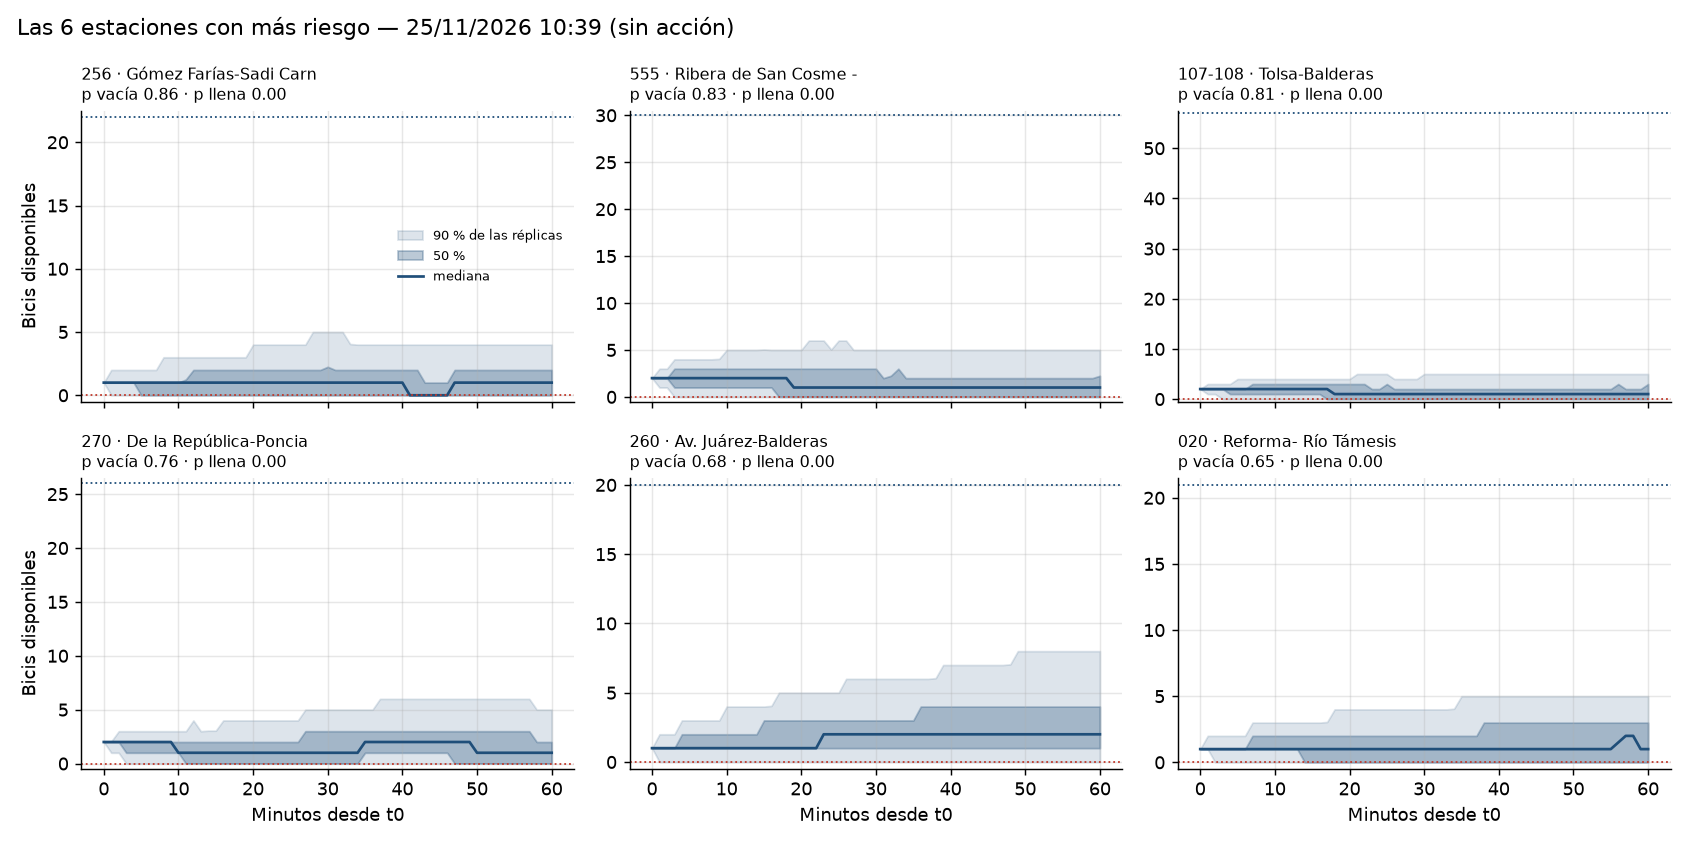 Las 6 estaciones con más riesgo — 25/11/2026 10:39 (sin acción)
256 · Gómez Farías-Sadi Carn
p vacía 0.86 · p llena 0.00
Bicis disponibles
20
15
10
5
0
90 % de las réplicas
50 %
mediana
555 · Ribera de San Cosme -
p vacía 0.83 · p llena 0.00
30
25
20
15
10
5
0
107-108 · Tolsa-Balderas
p vacía 0.81 · p llena 0.00
50
40
30
20
10
0
270 · De la República-Poncia
p vacía 0.76 · p llena 0.00
Bicis disponibles
25
20
15
10
5
0
0 10 20 30 40 50 60
Minutos desde t0
260 · Av. Juárez-Balderas
p vacía 0.68 · p llena 0.00
20
15
10
5
0
0 10 20 30 40 50 60
Minutos desde t0
020 · Reforma- Río Támesis
p vacía 0.65 · p llena 0.00
20
15
10
5
0
0 10 20 30 40 50 60
Minutos desde t0